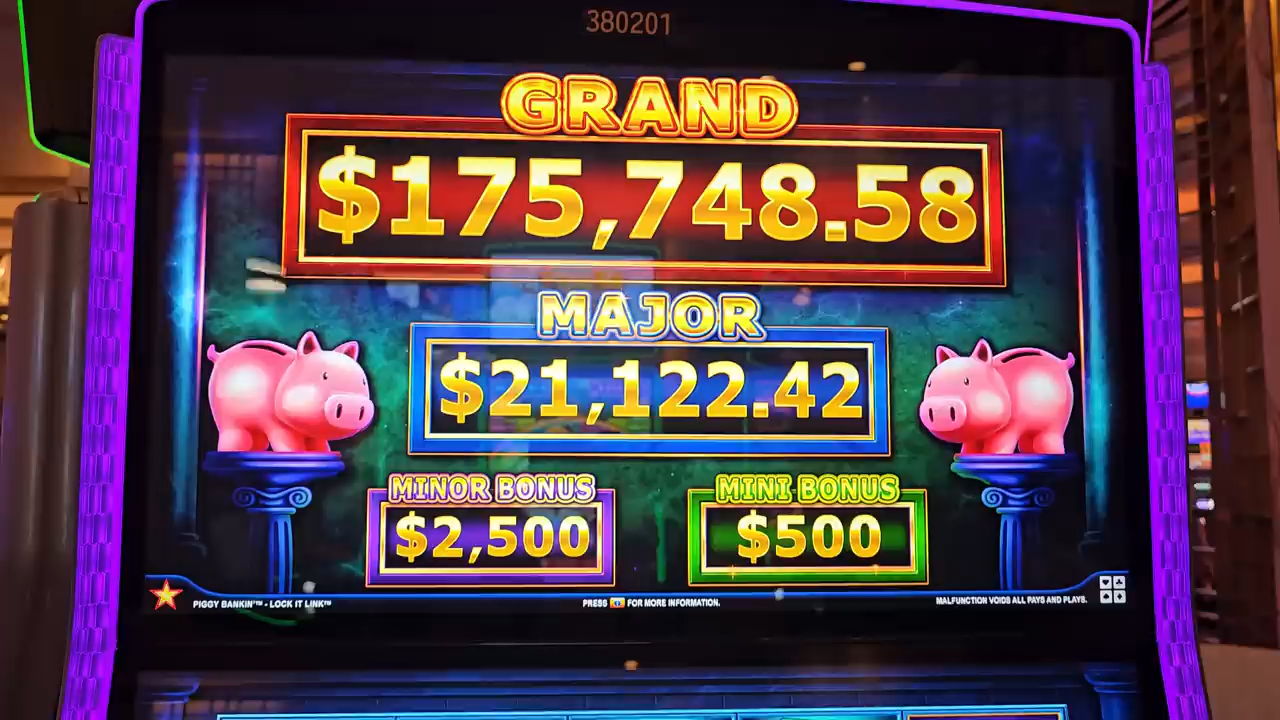 380201
GRAND
$175,748.58
MAJOR
$21,122.42
MINOR BONUS
$2,500
MINI BONUS
$500
PIGGY BANKIN'™ - LOCK IT LINK™
PRESS FOR MORE INFORMATION.
MALFUNCTION VOIDS ALL PAYS AND PLAYS.